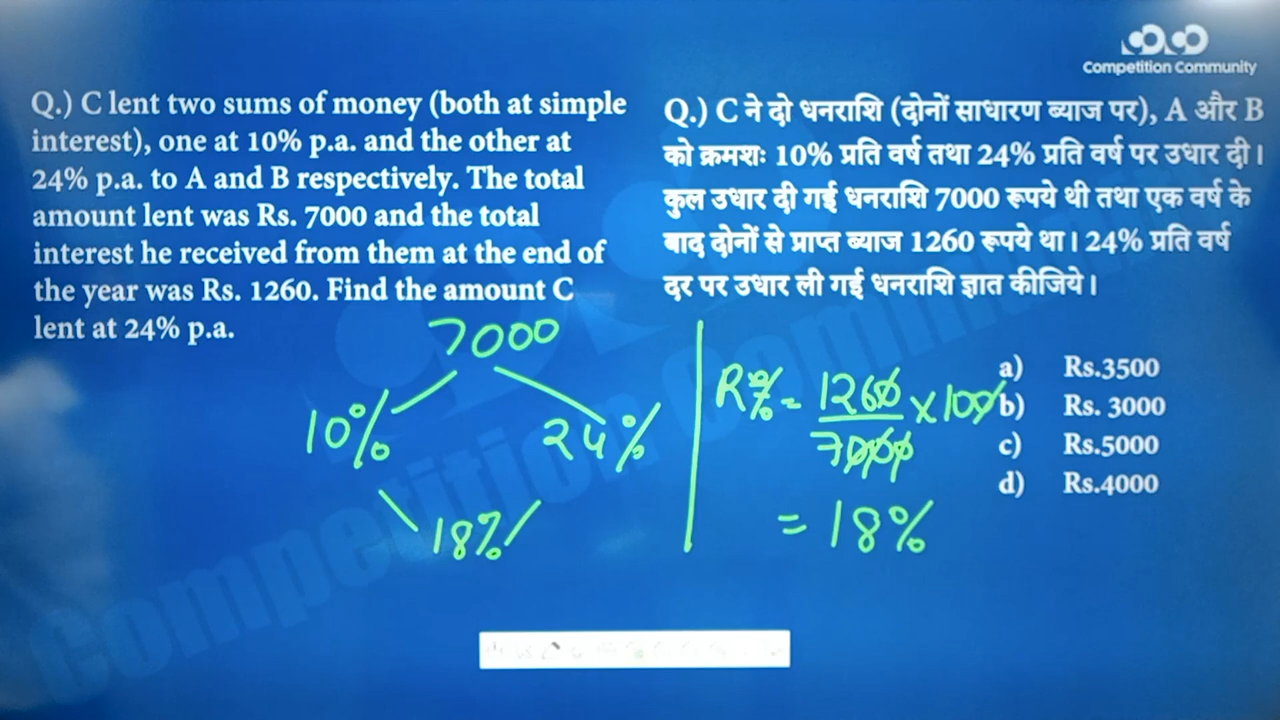 Competition Community
Q.) C lent two sums of money (both at simple
interest), one at 10% p.a. and the other at
24% p.a. to A and B respectively. The total
amount lent was Rs. 7000 and the total
interest he received from them at the end of
the year was Rs. 1260. Find the amount C
lent at 24% p.a.
Q.) C ने दो धनराशि (दोनों साधारण ब्याज पर), A और B
को क्रमशः 10% प्रति वर्ष तथा 24% प्रति वर्ष पर उधार दी।
कुल उधार दी गई धनराशि 7000 रूपये थी तथा एक वर्ष के
बाद दोनों से प्राप्त ब्याज 1260 रूपये था। 24% प्रति वर्ष
दर पर उधार ली गई धनराशि ज्ञात कीजिये।
7000
10% 24%
18%
R% = 1260/7000 × 100
= 18%
a) Rs.3500
b) Rs. 3000
c) Rs.5000
d) Rs.4000
Competition Community